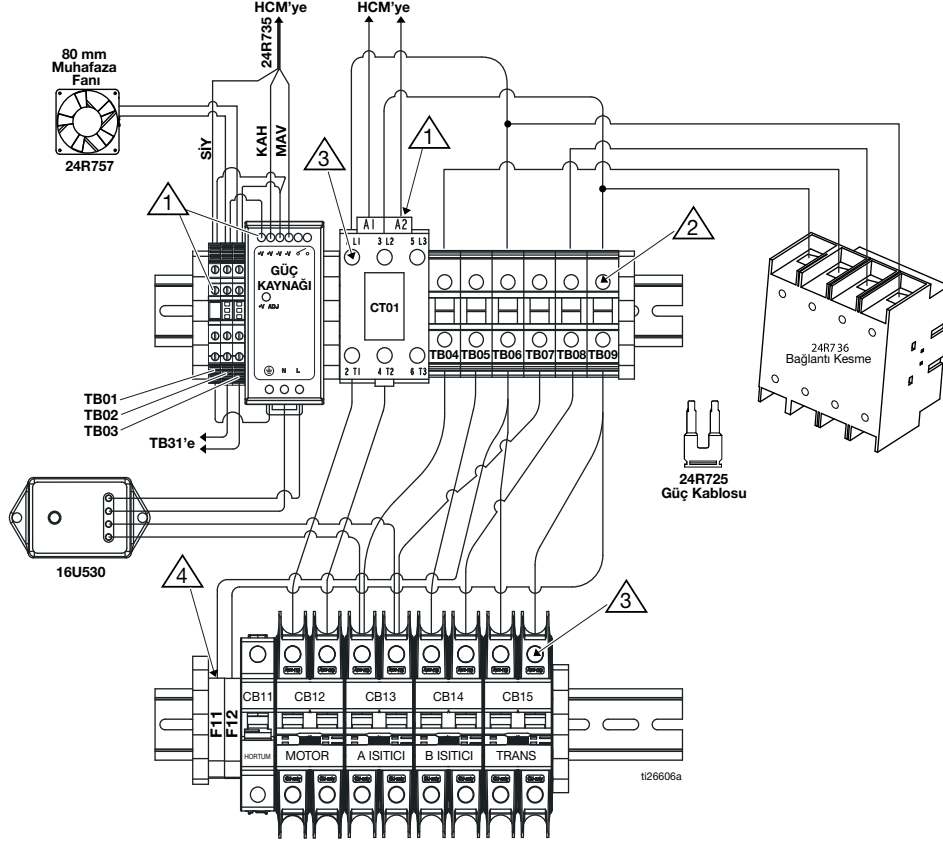 HCM’ye
HCM’ye
24R735
80 mm
Muhafaza
Fanı
24R757
SİY
KAH
MAV
1
3
1
2
A1 A2
1 L1 3 L2 5 L3
+V -V -V
GÜÇ
KAYNAĞI
+V ADJ
N L
CT01
2 T1 4 T2 6 T3
TB04 TB05 TB06 TB07 TB08 TB09
24R736
Bağlantı Kesme
TB01
TB02
TB03
TB31’e
24R725
Güç Kablosu
16U530
4
3
F11
F12
CB11 CB12 CB13 CB14 CB15
HORTUM MOTOR A ISITICI B ISITICI TRANS
ti26606a